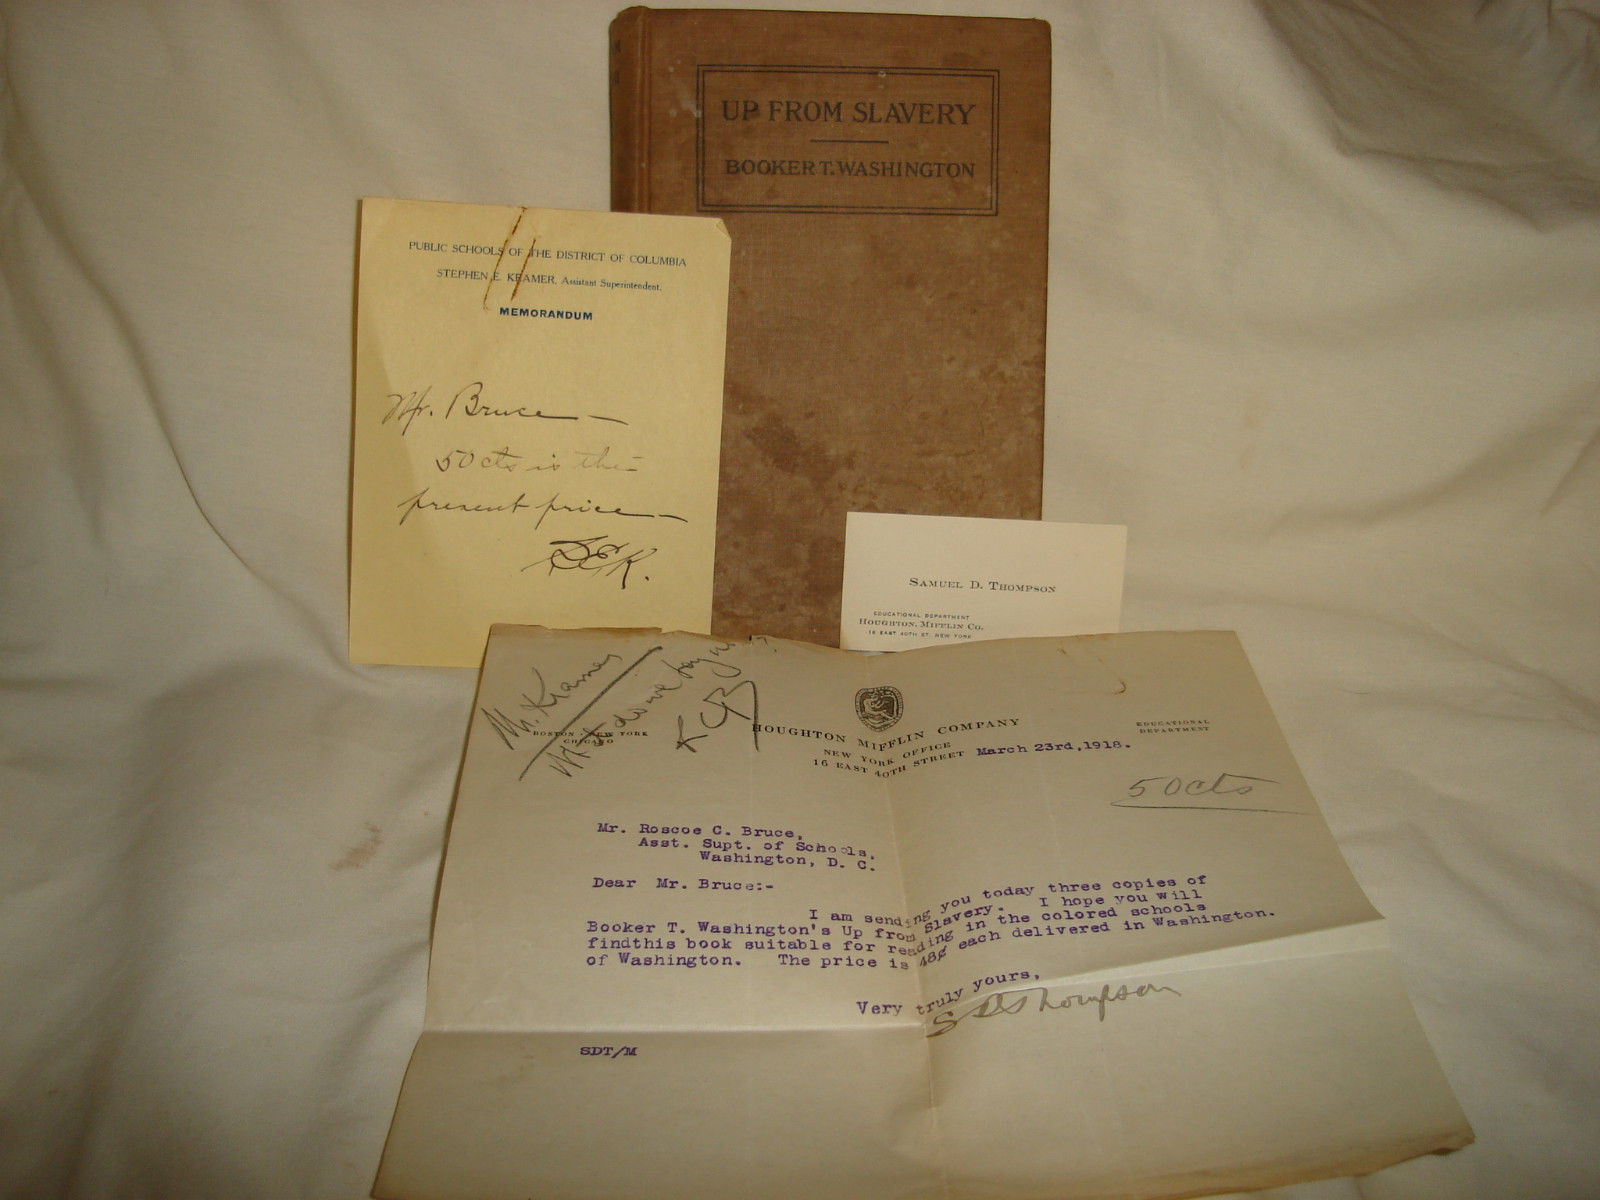 UP FROM SLAVERY
BOOKER T. WASHINGTON
PUBLIC SCHOOLS OF THE DISTRICT OF COLUMBIA
STEPHEN E. KRAMER, Assistant Superintendent.
MEMORANDUM
Mr. Bruce —
50 cts is the
present price —
SEK.
SAMUEL D. THOMPSON
EDUCATIONAL DEPARTMENT
HOUGHTON, MIFFLIN CO.
16 EAST 40TH ST. NEW YORK
Mr. Kramer
BOSTON · NEW YORK
CHICAGO
HOUGHTON MIFFLIN COMPANY
NEW YORK OFFICE
16 EAST 40TH STREET
EDUCATIONAL
DEPARTMENT
March 23rd, 1918.
50cts
Mr. Roscoe C. Bruce,
Asst. Supt. of Schools,
Washington, D. C.
Dear Mr. Bruce:-
I am sending you today three copies of
Booker T. Washington's Up from Slavery. I hope you will
findthis book suitable for reading in the colored schools
of Washington. The price is 48¢ each delivered in Washington.
Very truly yours,
S D Thompson
SDT/M